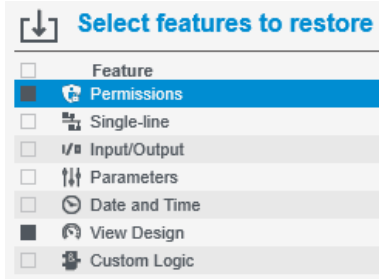 Select features to restore
Feature
Permissions
Single-line
I/O Input/Output
Parameters
Date and Time
View Design
Custom Logic